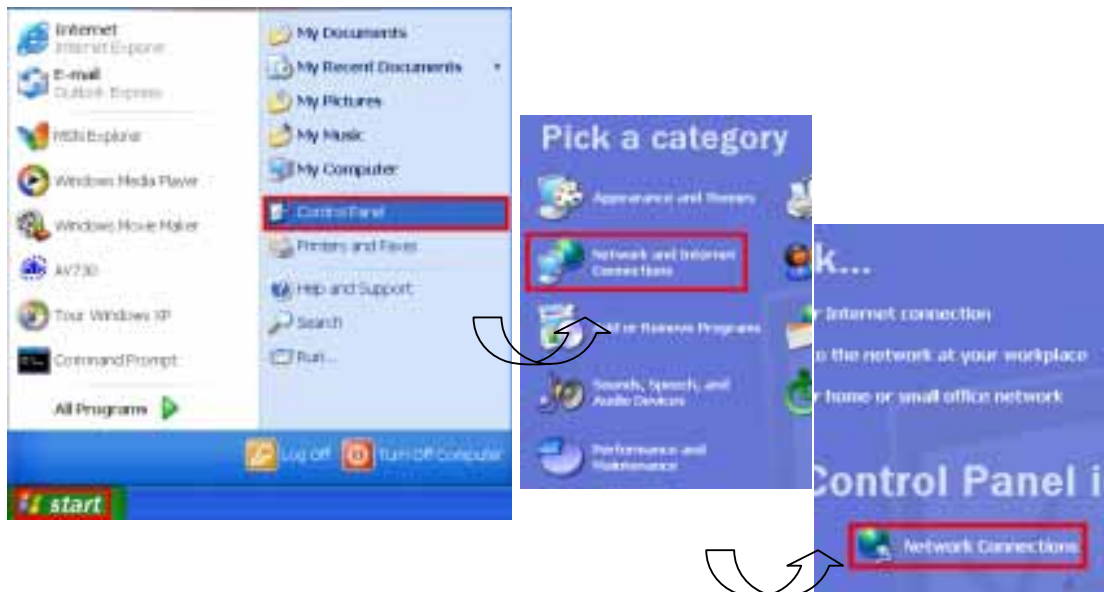 Internet
Internet Explorer
E-mail
Outlook Express
MSN Explorer
Windows Media Player
Windows Movie Maker
AV730
Tour Windows XP
Command Prompt
All Programs
My Documents
My Recent Documents
My Pictures
My Music
My Computer
Control Panel
Printers and Faxes
Help and Support
Search
Run...
Log Off
Turn Off Computer
start
Pick a category
Appearance and Themes
Network and Internet
Connections
or Remove Programs
Sounds, Speech, and
Audio Devices
Performance and
Maintenance
k...
r Internet connection
o the network at your workplace
r home or small office network
Control Panel i
Network Connections